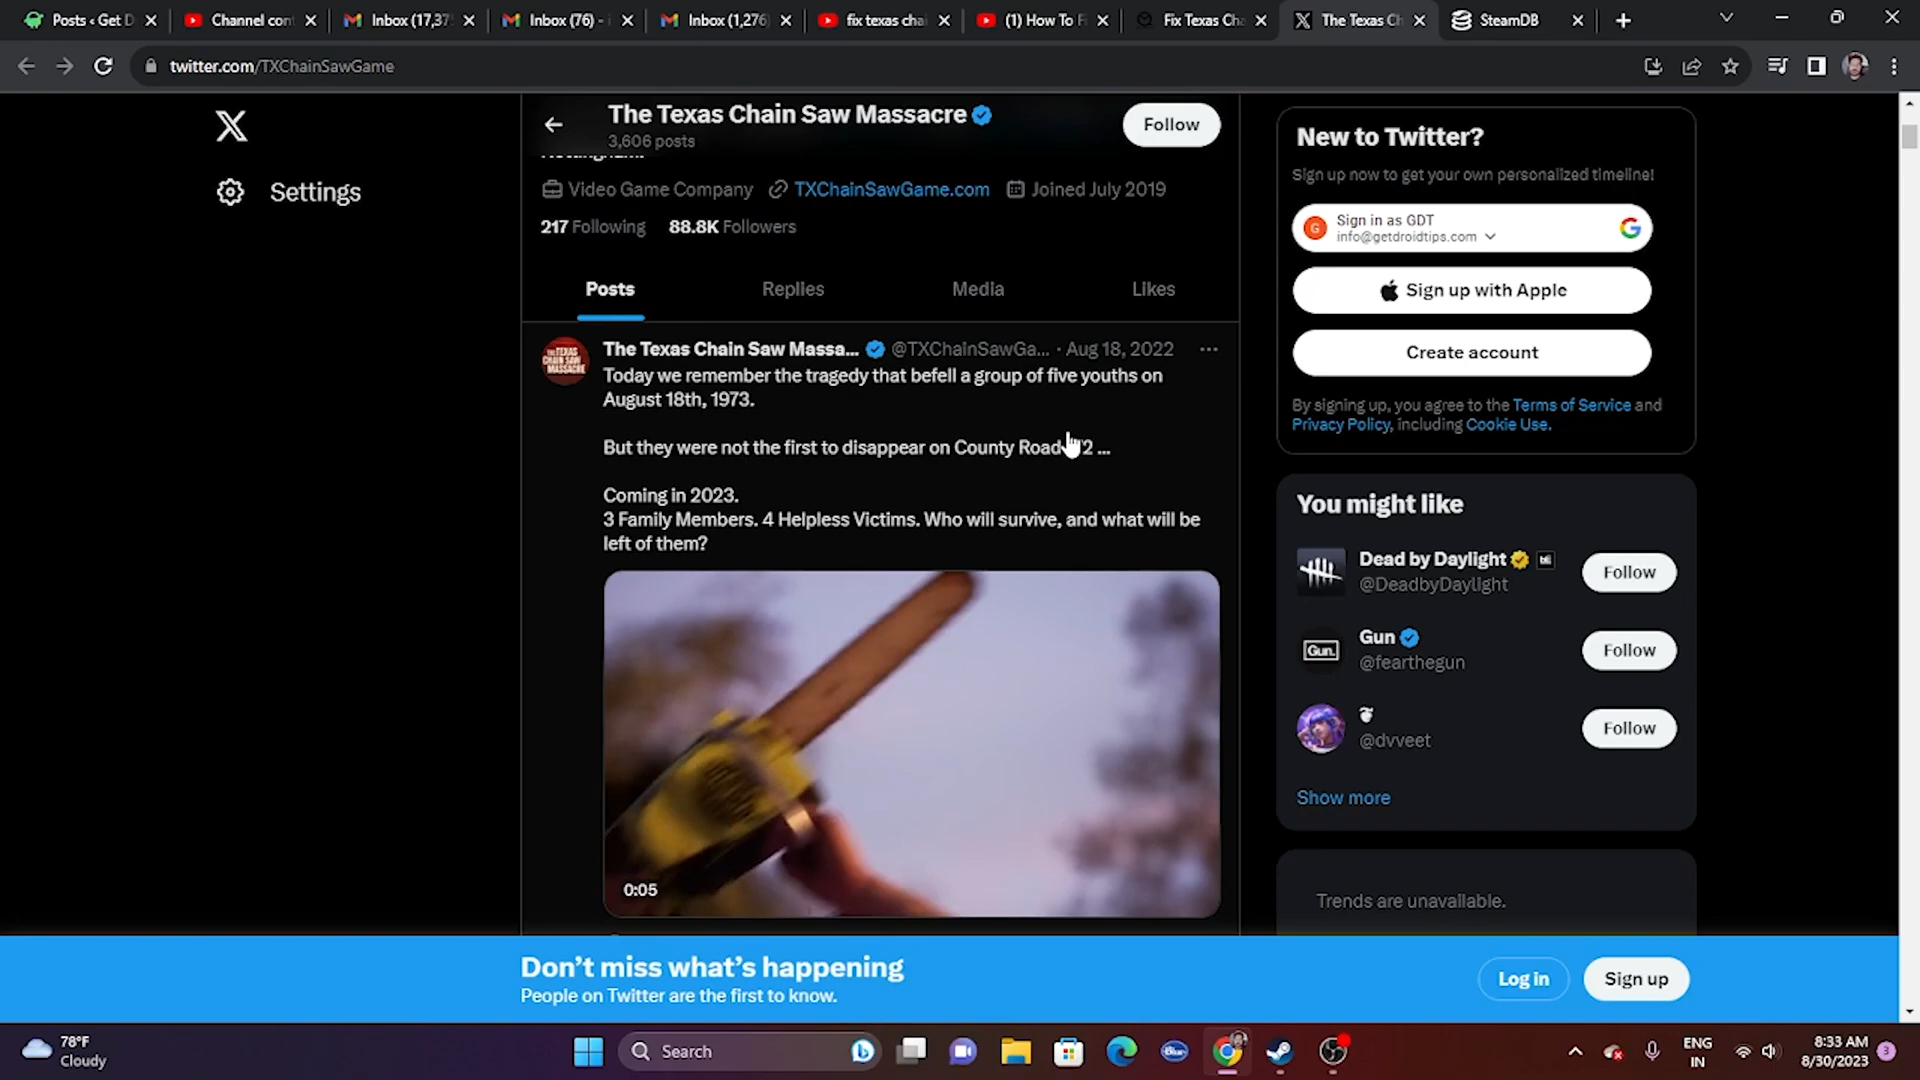 Posts ‹ Get D
Channel con
Inbox (17,37
Inbox (76) -
Inbox (1,276
fix texas chai
(1) How To Fi
Fix Texas Cha
The Texas Ch
SteamDB
twitter.com/TXChainSawGame
X
Settings
The Texas Chain Saw Massacre
3,606 posts
Follow
Video Game Company TXChainSawGame.com Joined July 2019
217 Following 88.8K Followers
Posts Replies Media Likes
The Texas Chain Saw Massa... @TXChainSawGa... · Aug 18, 2022
Today we remember the tragedy that befell a group of five youths on
August 18th, 1973.
But they were not the first to disappear on County Road 2 ...
Coming in 2023.
3 Family Members. 4 Helpless Victims. Who will survive, and what will be
left of them?
0:05
New to Twitter?
Sign up now to get your own personalized timeline!
G
Sign in as GDT
info@getdroidtips.com
Sign up with Apple
Create account
By signing up, you agree to the Terms of Service and
Privacy Policy, including Cookie Use.
You might like
Dead by Daylight
@DeadbyDaylight
Follow
Gun.
Gun
@fearthegun
Follow
@dvveet
Follow
Show more
Trends are unavailable.
Don't miss what's happening
People on Twitter are the first to know.
Log in
Sign up
78°F
Cloudy
Search
ENG
IN
8:33 AM
8/30/2023
3